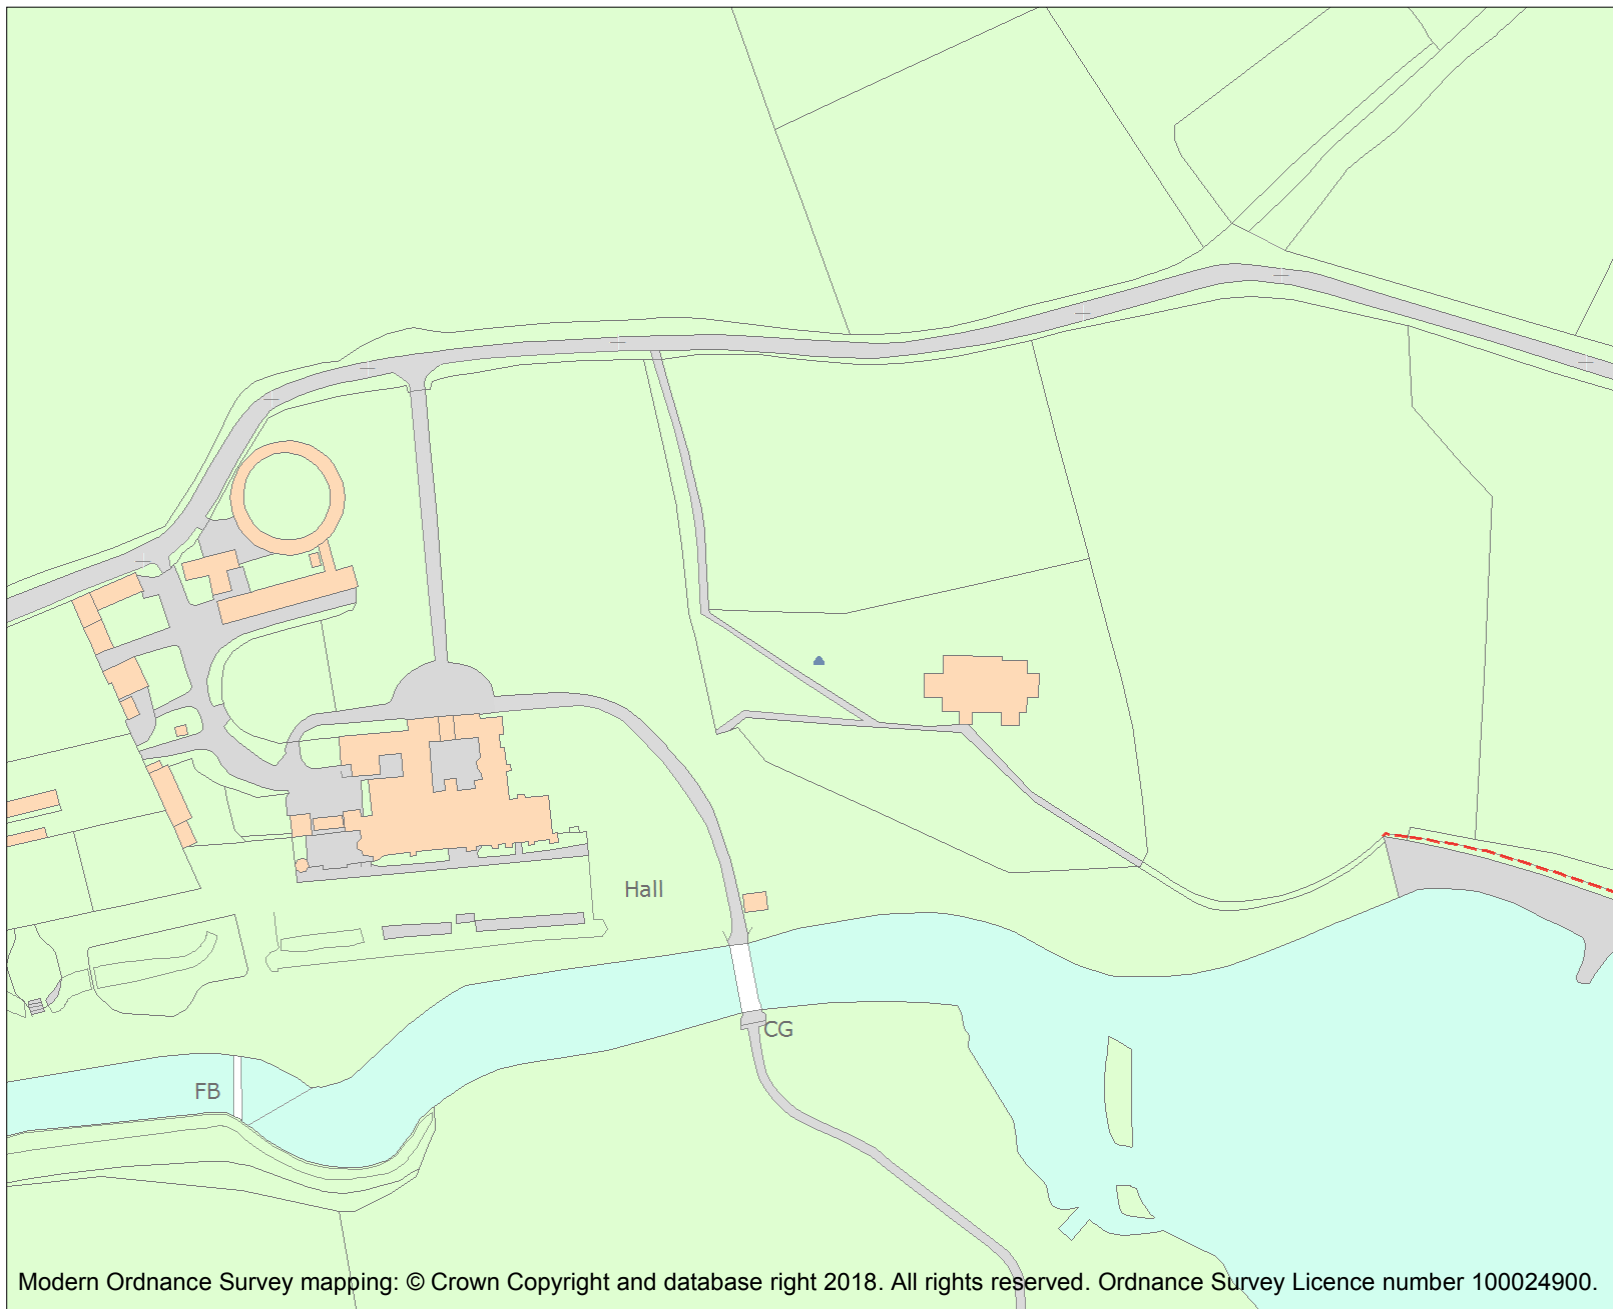 Hall
CG
FB
Modern Ordnance Survey mapping: © Crown Copyright and database right 2018. All rights reserved. Ordnance Survey Licence number 100024900.